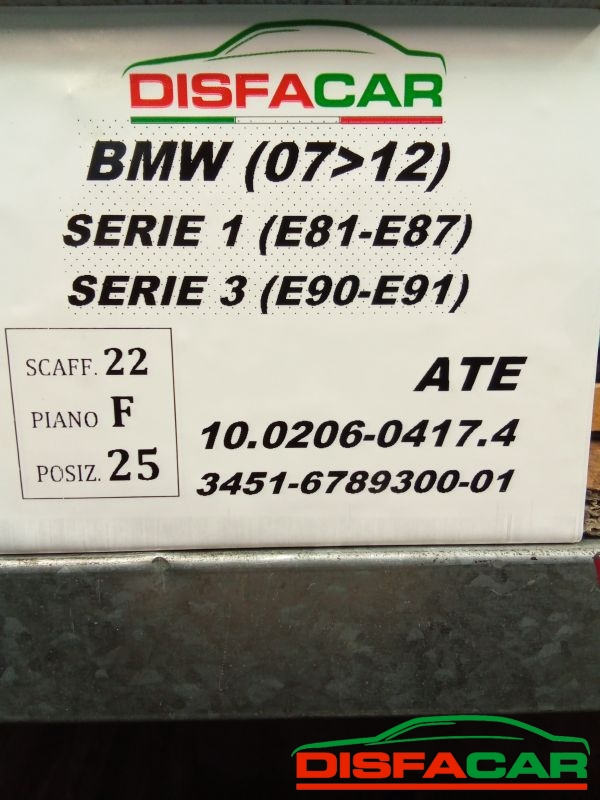 DISFACAR
BMW (07>12)
SERIE 1 (E81-E87)
SERIE 3 (E90-E91)
SCAFF. 22
PIANO F
POSIZ. 25
ATE
10.0206-0417.4
3451-6789300-01
DISFACAR